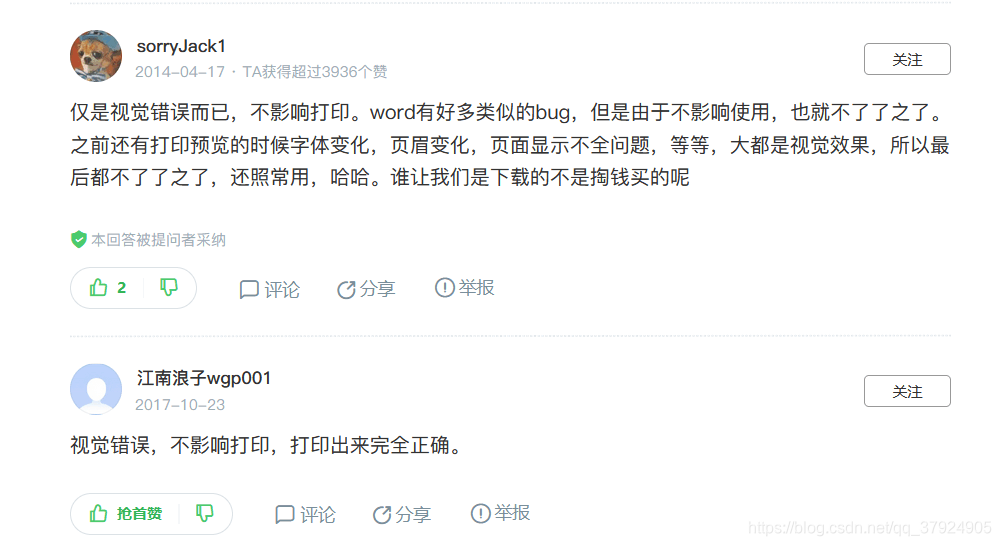 sorryJack1
2014-04-17 · TA获得超过3936个赞
关注
仅是视觉错误而已，不影响打印。word有好多类似的bug，但是由于不影响使用，也就不了了之了。
之前还有打印预览的时候字体变化，页眉变化，页面显示不全问题，等等，大都是视觉效果，所以最
后都不了了之了，还照常用，哈哈。谁让我们是下载的不是掏钱买的呢
本回答被提问者采纳
2 评论 分享 举报
江南浪子wgp001
2017-10-23
关注
视觉错误，不影响打印，打印出来完全正确。
抢首赞 评论 分享 举报
https://blog.csdn.net/qq_37924905